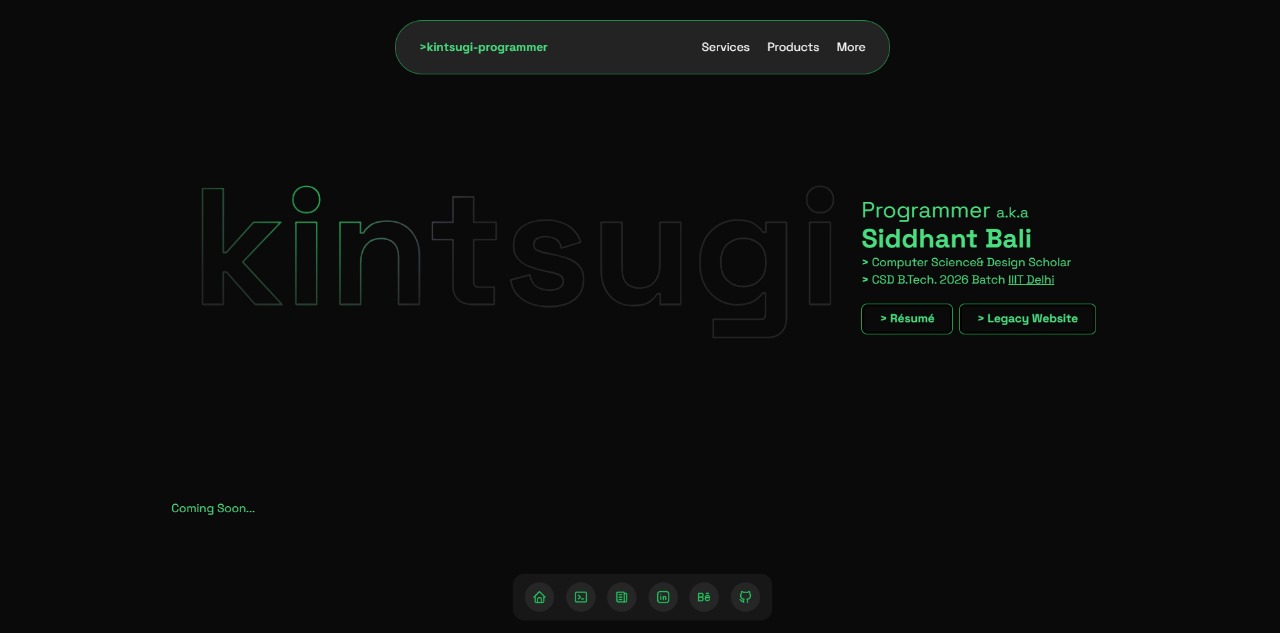 >kintsugi-programmer
Services Products More
kintsugi
Programmer a.k.a
Siddhant Bali
> Computer Science& Design Scholar
> CSD B.Tech. 2026 Batch IIIT Delhi
> Résumé > Legacy Website
Coming Soon...
in Bē